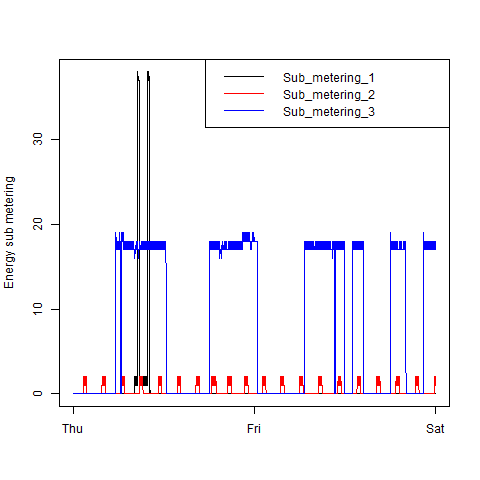 Sub_metering_1
Sub_metering_2
Sub_metering_3
Energy sub metering
30
20
10
0
Thu
Fri
Sat